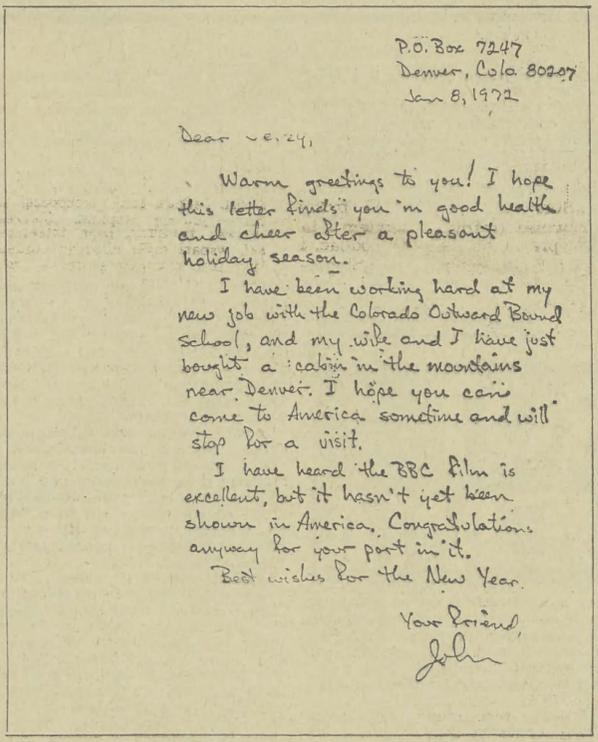 P.O. Box 7247
Denver, Colo. 80207
Jan 8, 1972
Dear
Warm greetings to you! I hope
this letter finds you in good health
and cheer after a pleasant
holiday season.
I have been working hard at my
new job with the Colorado Outward Bound
School, and my wife and I have just
bought a cabin in the mountains
near Denver. I hope you can
come to America sometime and will
stop for a visit.
I have heard the BBC film is
excellent, but it hasn't yet been
shown in America. Congratulations
anyway for your part in it.
Best wishes for the New Year.
Your friend,
John